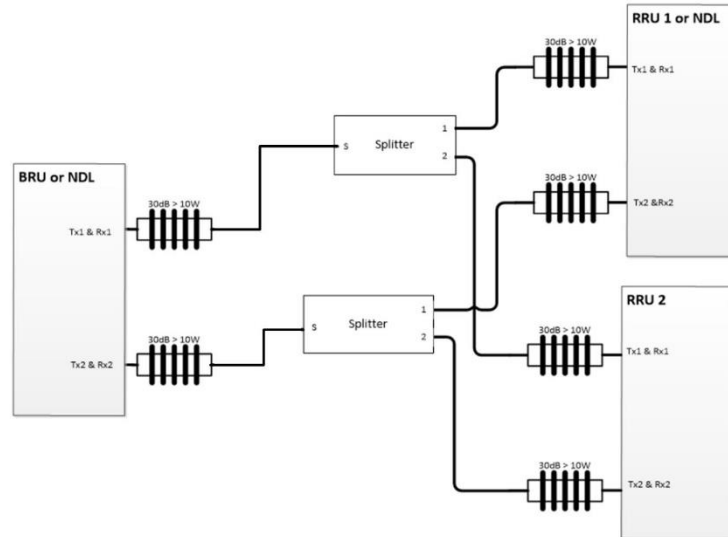 BRU or NDL
Tx1 & Rx1
Tx2 & Rx2
30dB > 10W
30dB > 10W
S
Splitter
1
2
S
Splitter
1
2
30dB > 10W
30dB > 10W
30dB > 10W
30dB > 10W
RRU 1 or NDL
Tx1 & Rx1
Tx2 &Rx2
RRU 2
Tx1 & Rx1
Tx2 & Rx2